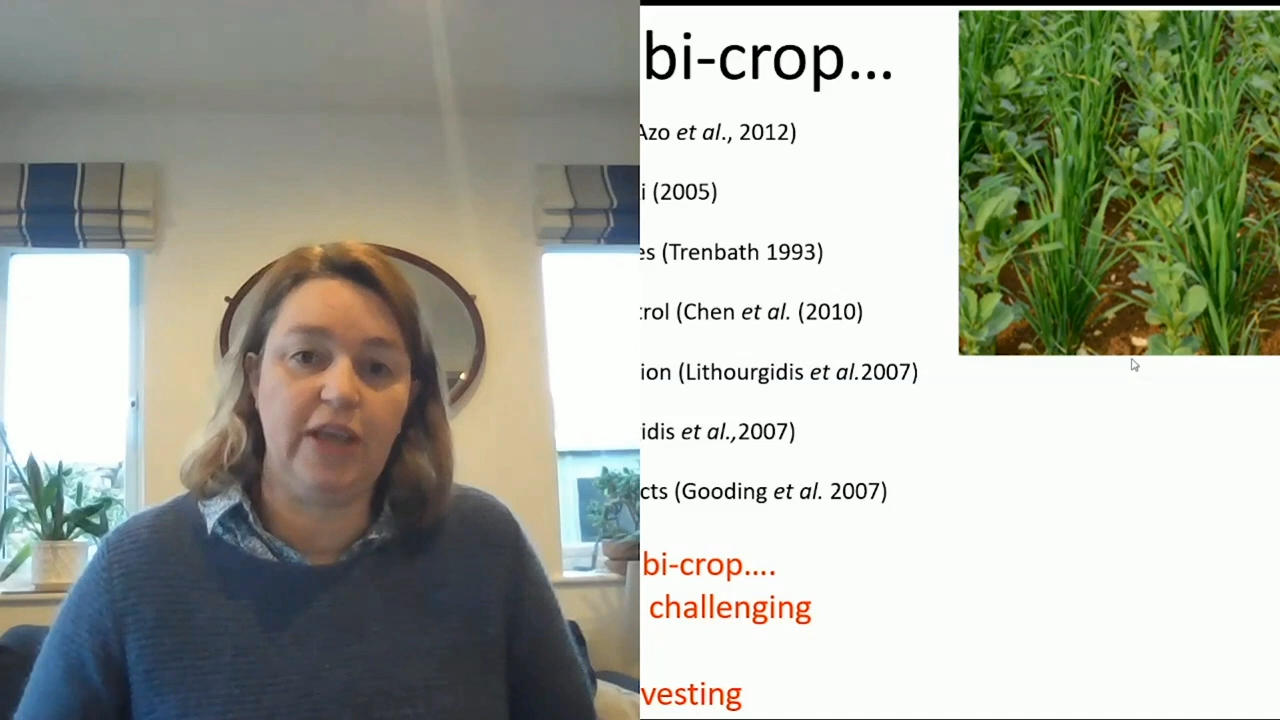 bi-crop...
Azo et al., 2012)
i (2005)
es (Trenbath 1993)
trol (Chen et al. (2010)
ion (Lithourgidis et al.2007)
idis et al.,2007)
cts (Gooding et al. 2007)
bi-crop....
challenging
vesting